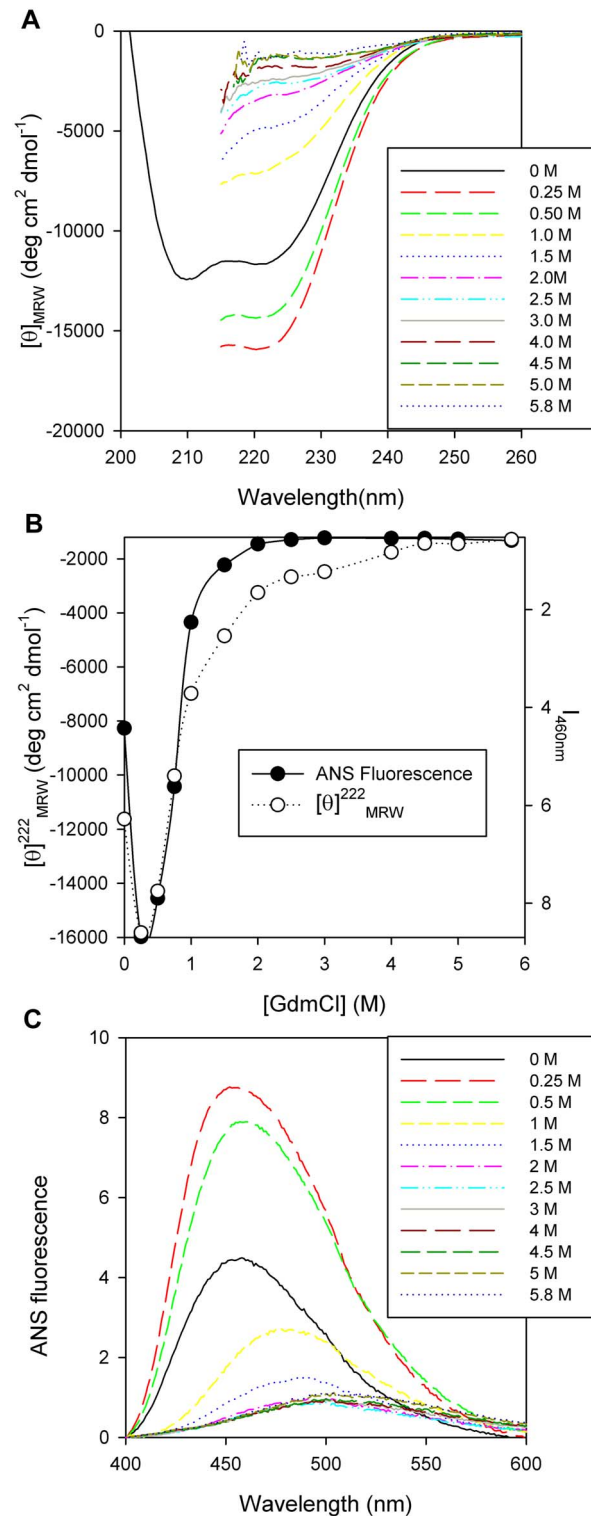 A
0
-5000
-10000
-15000
-20000
[θ]MRW (deg cm² dmol⁻¹)
200 210 220 230 240 250 260
Wavelength(nm)
0 M
0.25 M
0.50 M
1.0 M
1.5 M
2.0M
2.5 M
3.0 M
4.0 M
4.5 M
5.0 M
5.8 M
B
-2000
-4000
-6000
-8000
-10000
-12000
-14000
-16000
[θ]²²²MRW (deg cm² dmol⁻¹)
2
4
6
8
I460nm
ANS Fluorescence
[θ]²²²MRW
0 1 2 3 4 5 6
[GdmCl] (M)
C
10
8
6
4
2
0
ANS fluorescence
400 450 500 550 600
Wavelength (nm)
0 M
0.25 M
0.5 M
1 M
1.5 M
2 M
2.5 M
3 M
4 M
4.5 M
5 M
5.8 M